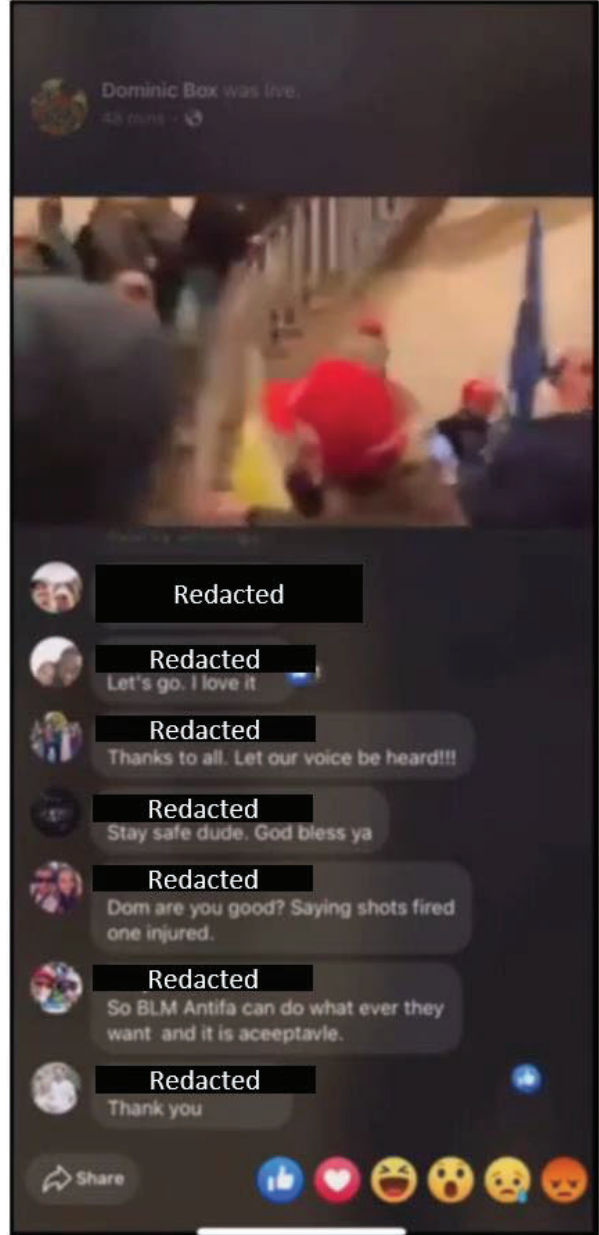 Dominic Box was live.
48 mins
Redacted
Redacted
Let's go. I love it
Redacted
Thanks to all. Let our voice be heard!!!
Redacted
Stay safe dude. God bless ya
Redacted
Dom are you good? Saying shots fired
one injured.
Redacted
So BLM Antifa can do what ever they
want and it is aceeptavle.
Redacted
Thank you
Share